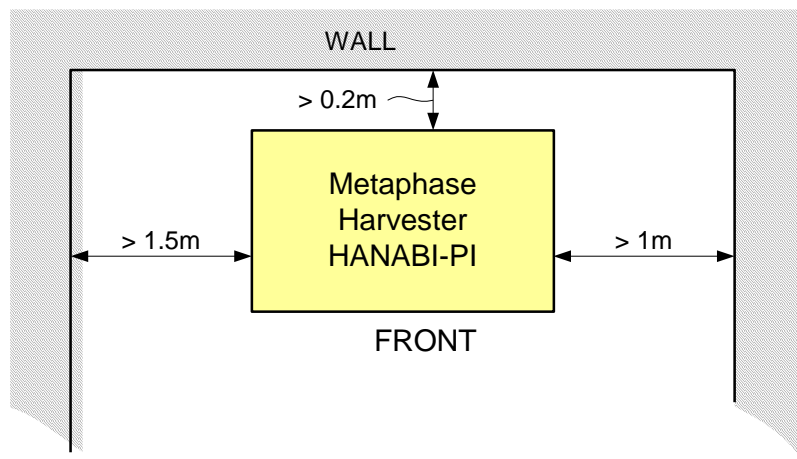 WALL
> 0.2m
Metaphase
Harvester
HANABI-PI
> 1.5m
> 1m
FRONT